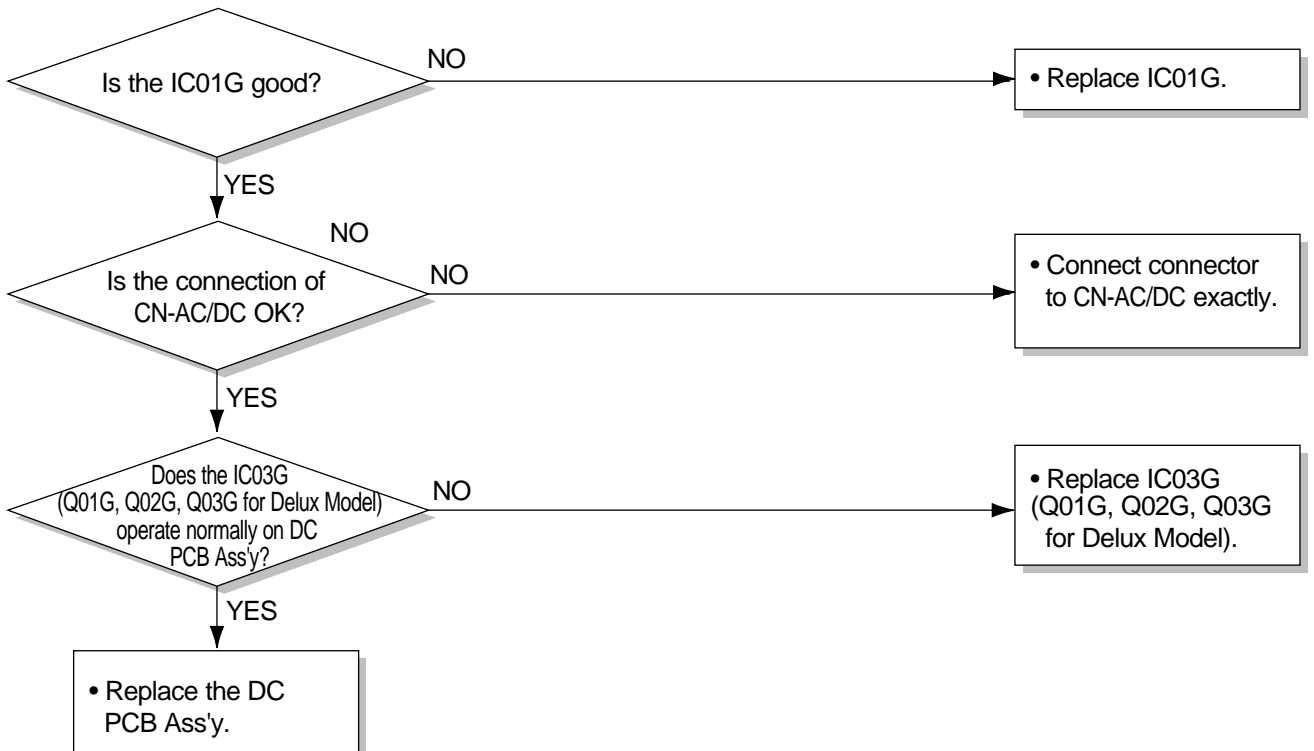 Is the IC01G good?
NO
• Replace IC01G.
YES
NO
Is the connection of
CN-AC/DC OK?
NO
• Connect connector
to CN-AC/DC exactly.
YES
Does the IC03G
(Q01G, Q02G, Q03G for Delux Model)
operate normally on DC
PCB Ass'y?
NO
• Replace IC03G
(Q01G, Q02G, Q03G
for Delux Model).
YES
• Replace the DC
PCB Ass'y.